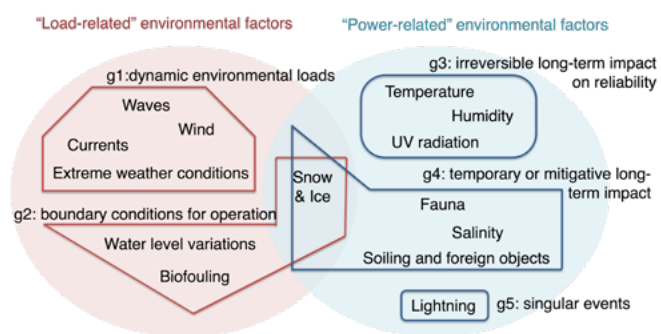 "Load-related" environmental factors
"Power-related" environmental factors
g1:dynamic environmental loads
Waves
Wind
Currents
Extreme weather conditions
g2: boundary conditions for operation
Water level variations
Biofouling
Snow
& Ice
g3: irreversible long-term impact
on reliability
Temperature
Humidity
UV radiation
g4: temporary or mitigative long-
term impact
Fauna
Salinity
Soiling and foreign objects
Lightning
g5: singular events